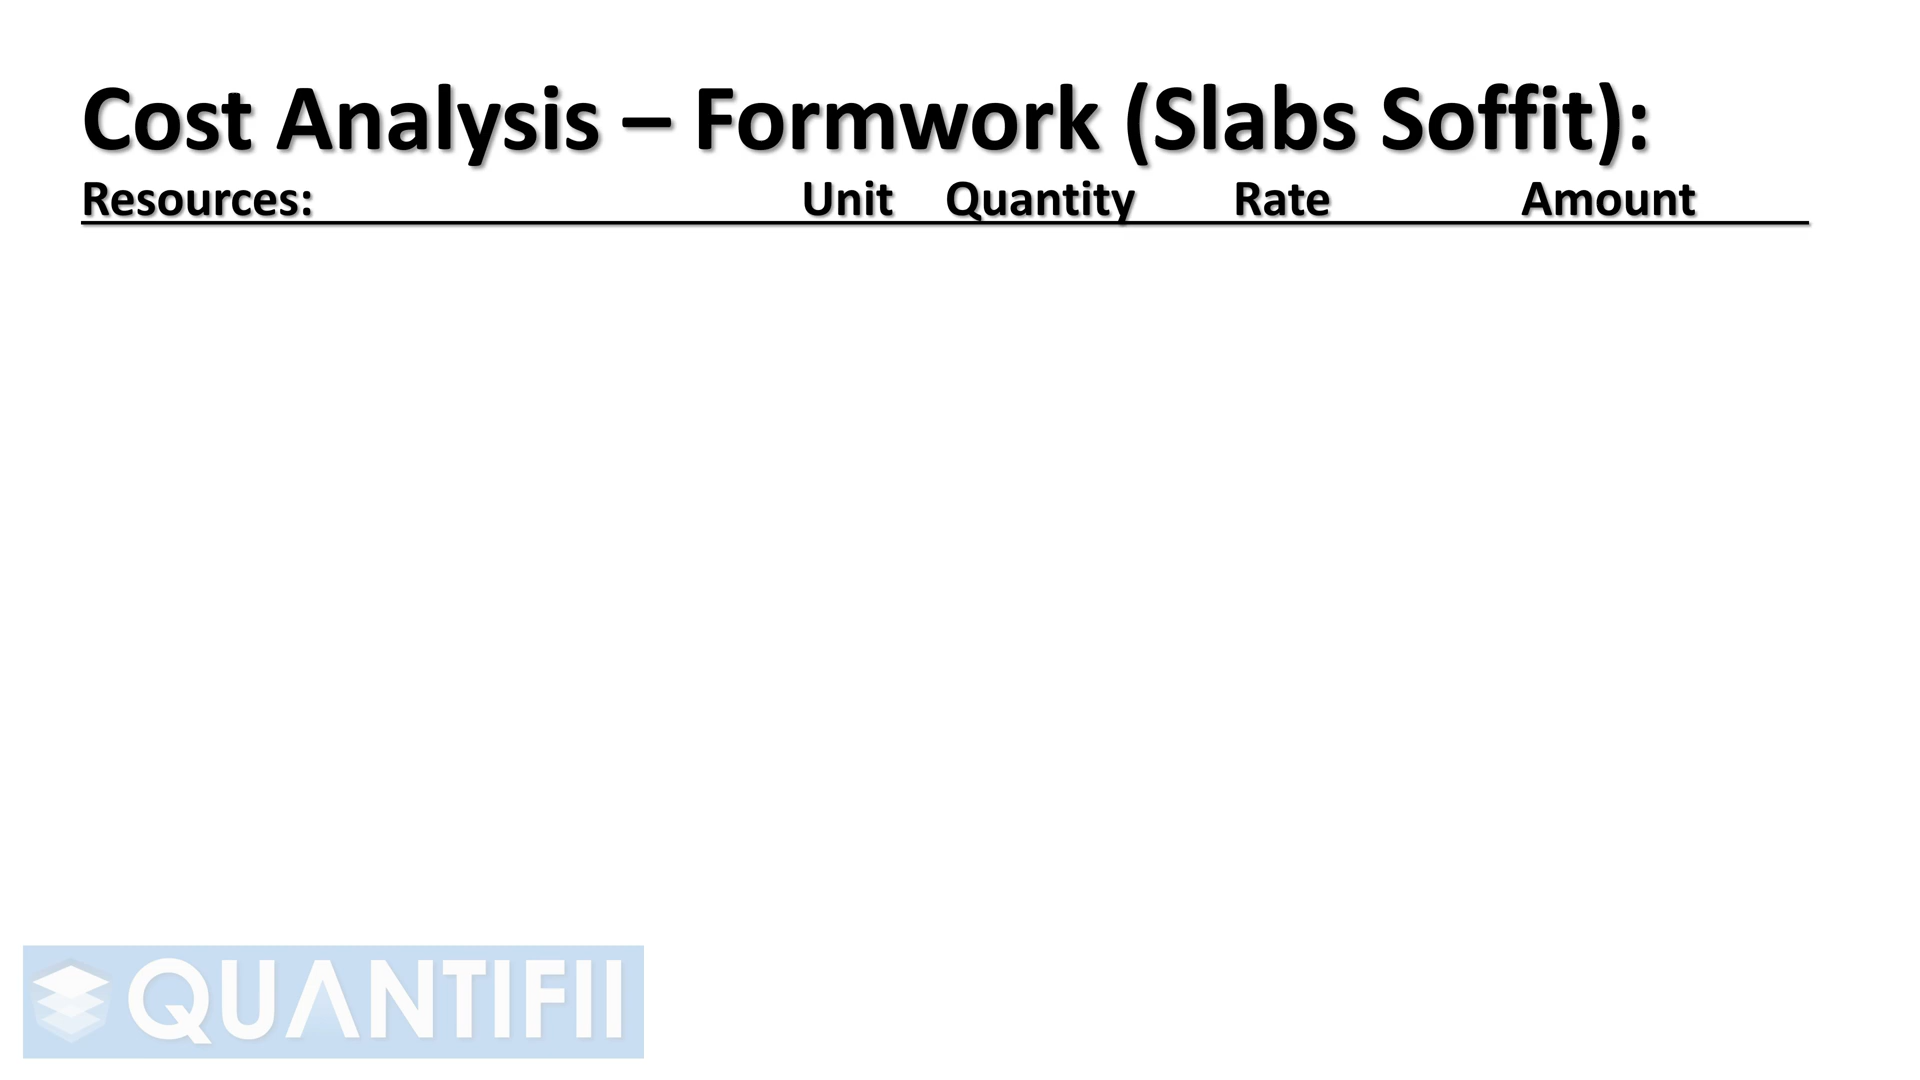 Cost Analysis – Formwork (Slabs Soffit):
Resources: Unit Quantity Rate Amount
QUANTIFII